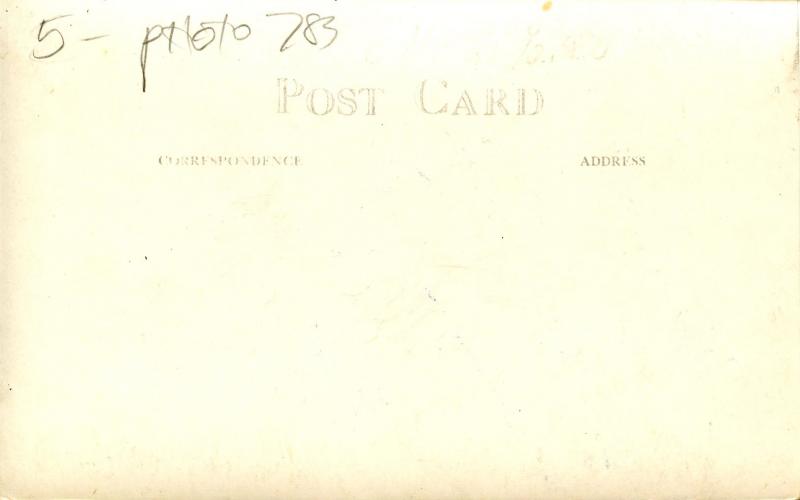 5 - photo 783
POST CARD
CORRESPONDENCE
ADDRESS